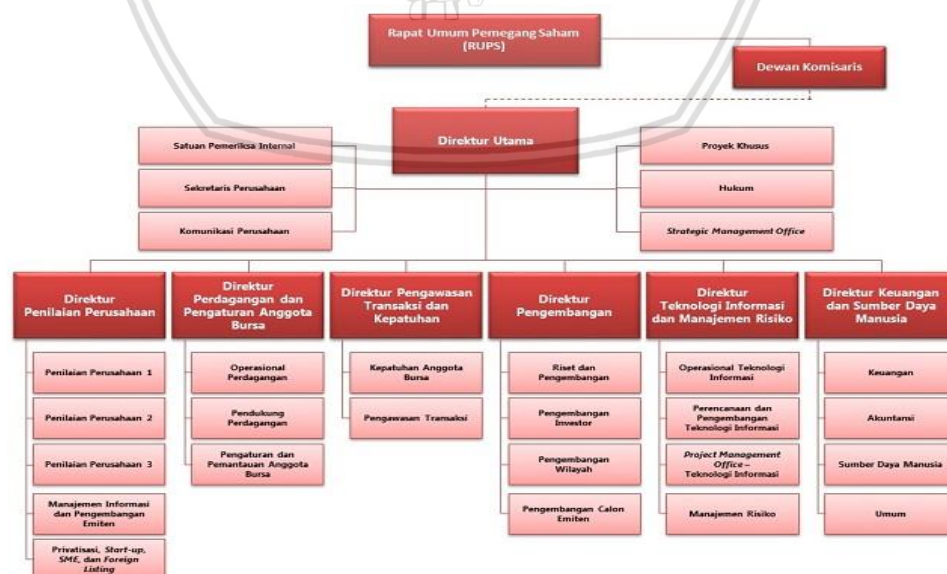 Rapat Umum Pemegang Saham
(RUPS)
Dewan Komisaris
Direktur Utama
Satuan Pemeriksa Internal
Sekretaris Perusahaan
Komunikasi Perusahaan
Proyek Khusus
Hukum
Strategic Management Office
Direktur
Penilaian Perusahaan
Penilaian Perusahaan 1
Penilaian Perusahaan 2
Penilaian Perusahaan 3
Manajemen Informasi
dan Pengembangan
Emiten
Privatisasi, Start-up,
SME, dan Foreign
Listing
Direktur
Perdagangan dan
Pengaturan Anggota
Bursa
Operasional
Perdagangan
Pendukung
Perdagangan
Pengaturan dan
Pemantauan Anggota
Bursa
Direktur Pengawasan
Transaksi dan
Kepatuhan
Kepatuhan Anggota
Bursa
Pengawasan Transaksi
Direktur
Pengembangan
Riset dan
Pengembangan
Pengembangan
Investor
Pengembangan
Wilayah
Pengembangan Calon
Emiten
Direktur
Teknologi Informasi
dan Manajemen Risiko
Operasional Teknologi
Informasi
Perencanaan dan
Pengembangan
Teknologi Informasi
Project Management
Office –
Teknologi Informasi
Manajemen Risiko
Direktur Keuangan
dan Sumber Daya
Manusia
Keuangan
Akuntansi
Sumber Daya Manusia
Umum